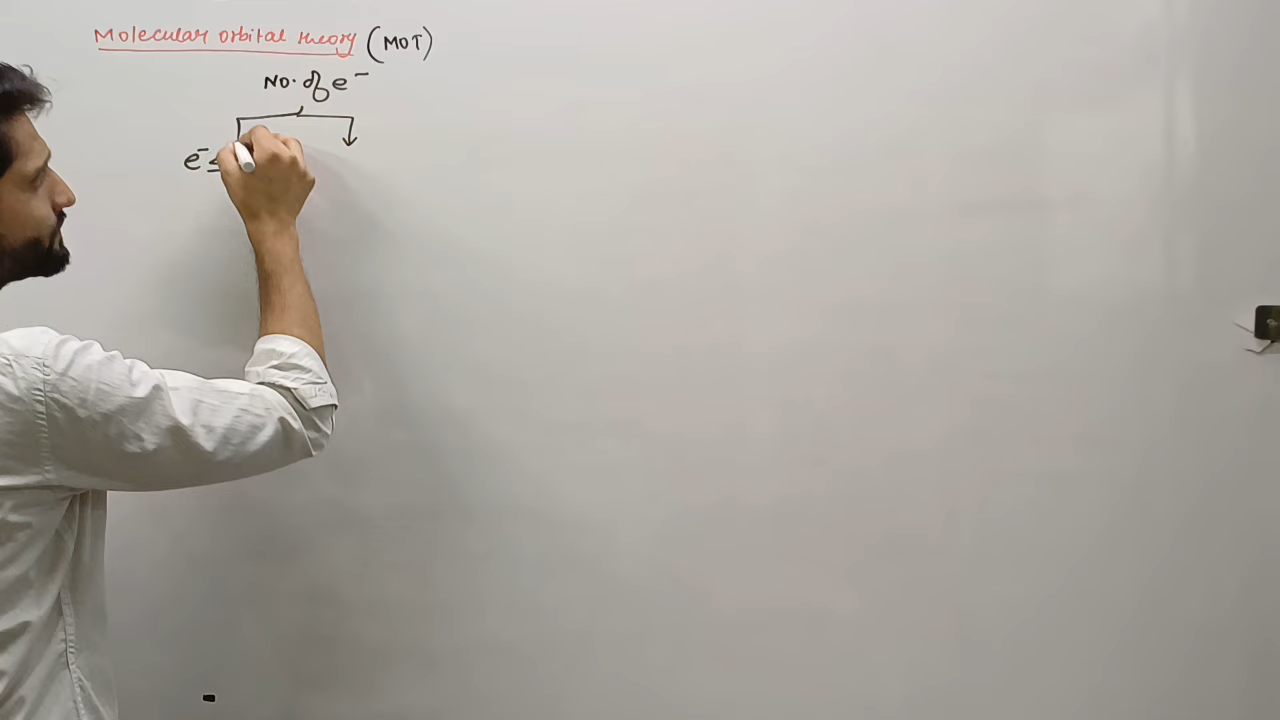 Molecular orbital theory (MOT)
No. of e⁻
e⁻ ≤